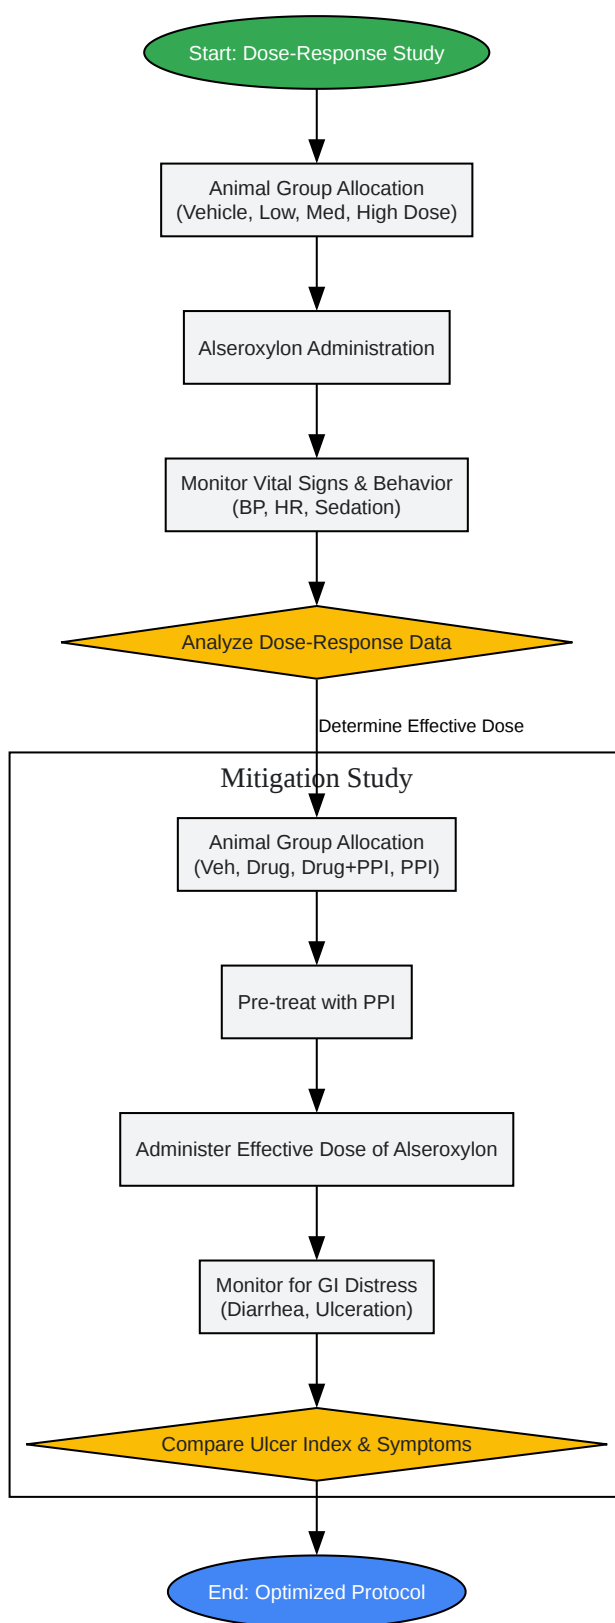 Start: Dose-Response Study
Animal Group Allocation
(Vehicle, Low, Med, High Dose)
Alseroxylon Administration
Monitor Vital Signs & Behavior
(BP, HR, Sedation)
Analyze Dose-Response Data
Determine Effective Dose
Mitigation Study
Animal Group Allocation
(Veh, Drug, Drug+PPI, PPI)
Pre-treat with PPI
Administer Effective Dose of Alseroxylon
Monitor for GI Distress
(Diarrhea, Ulceration)
Compare Ulcer Index & Symptoms
End: Optimized Protocol